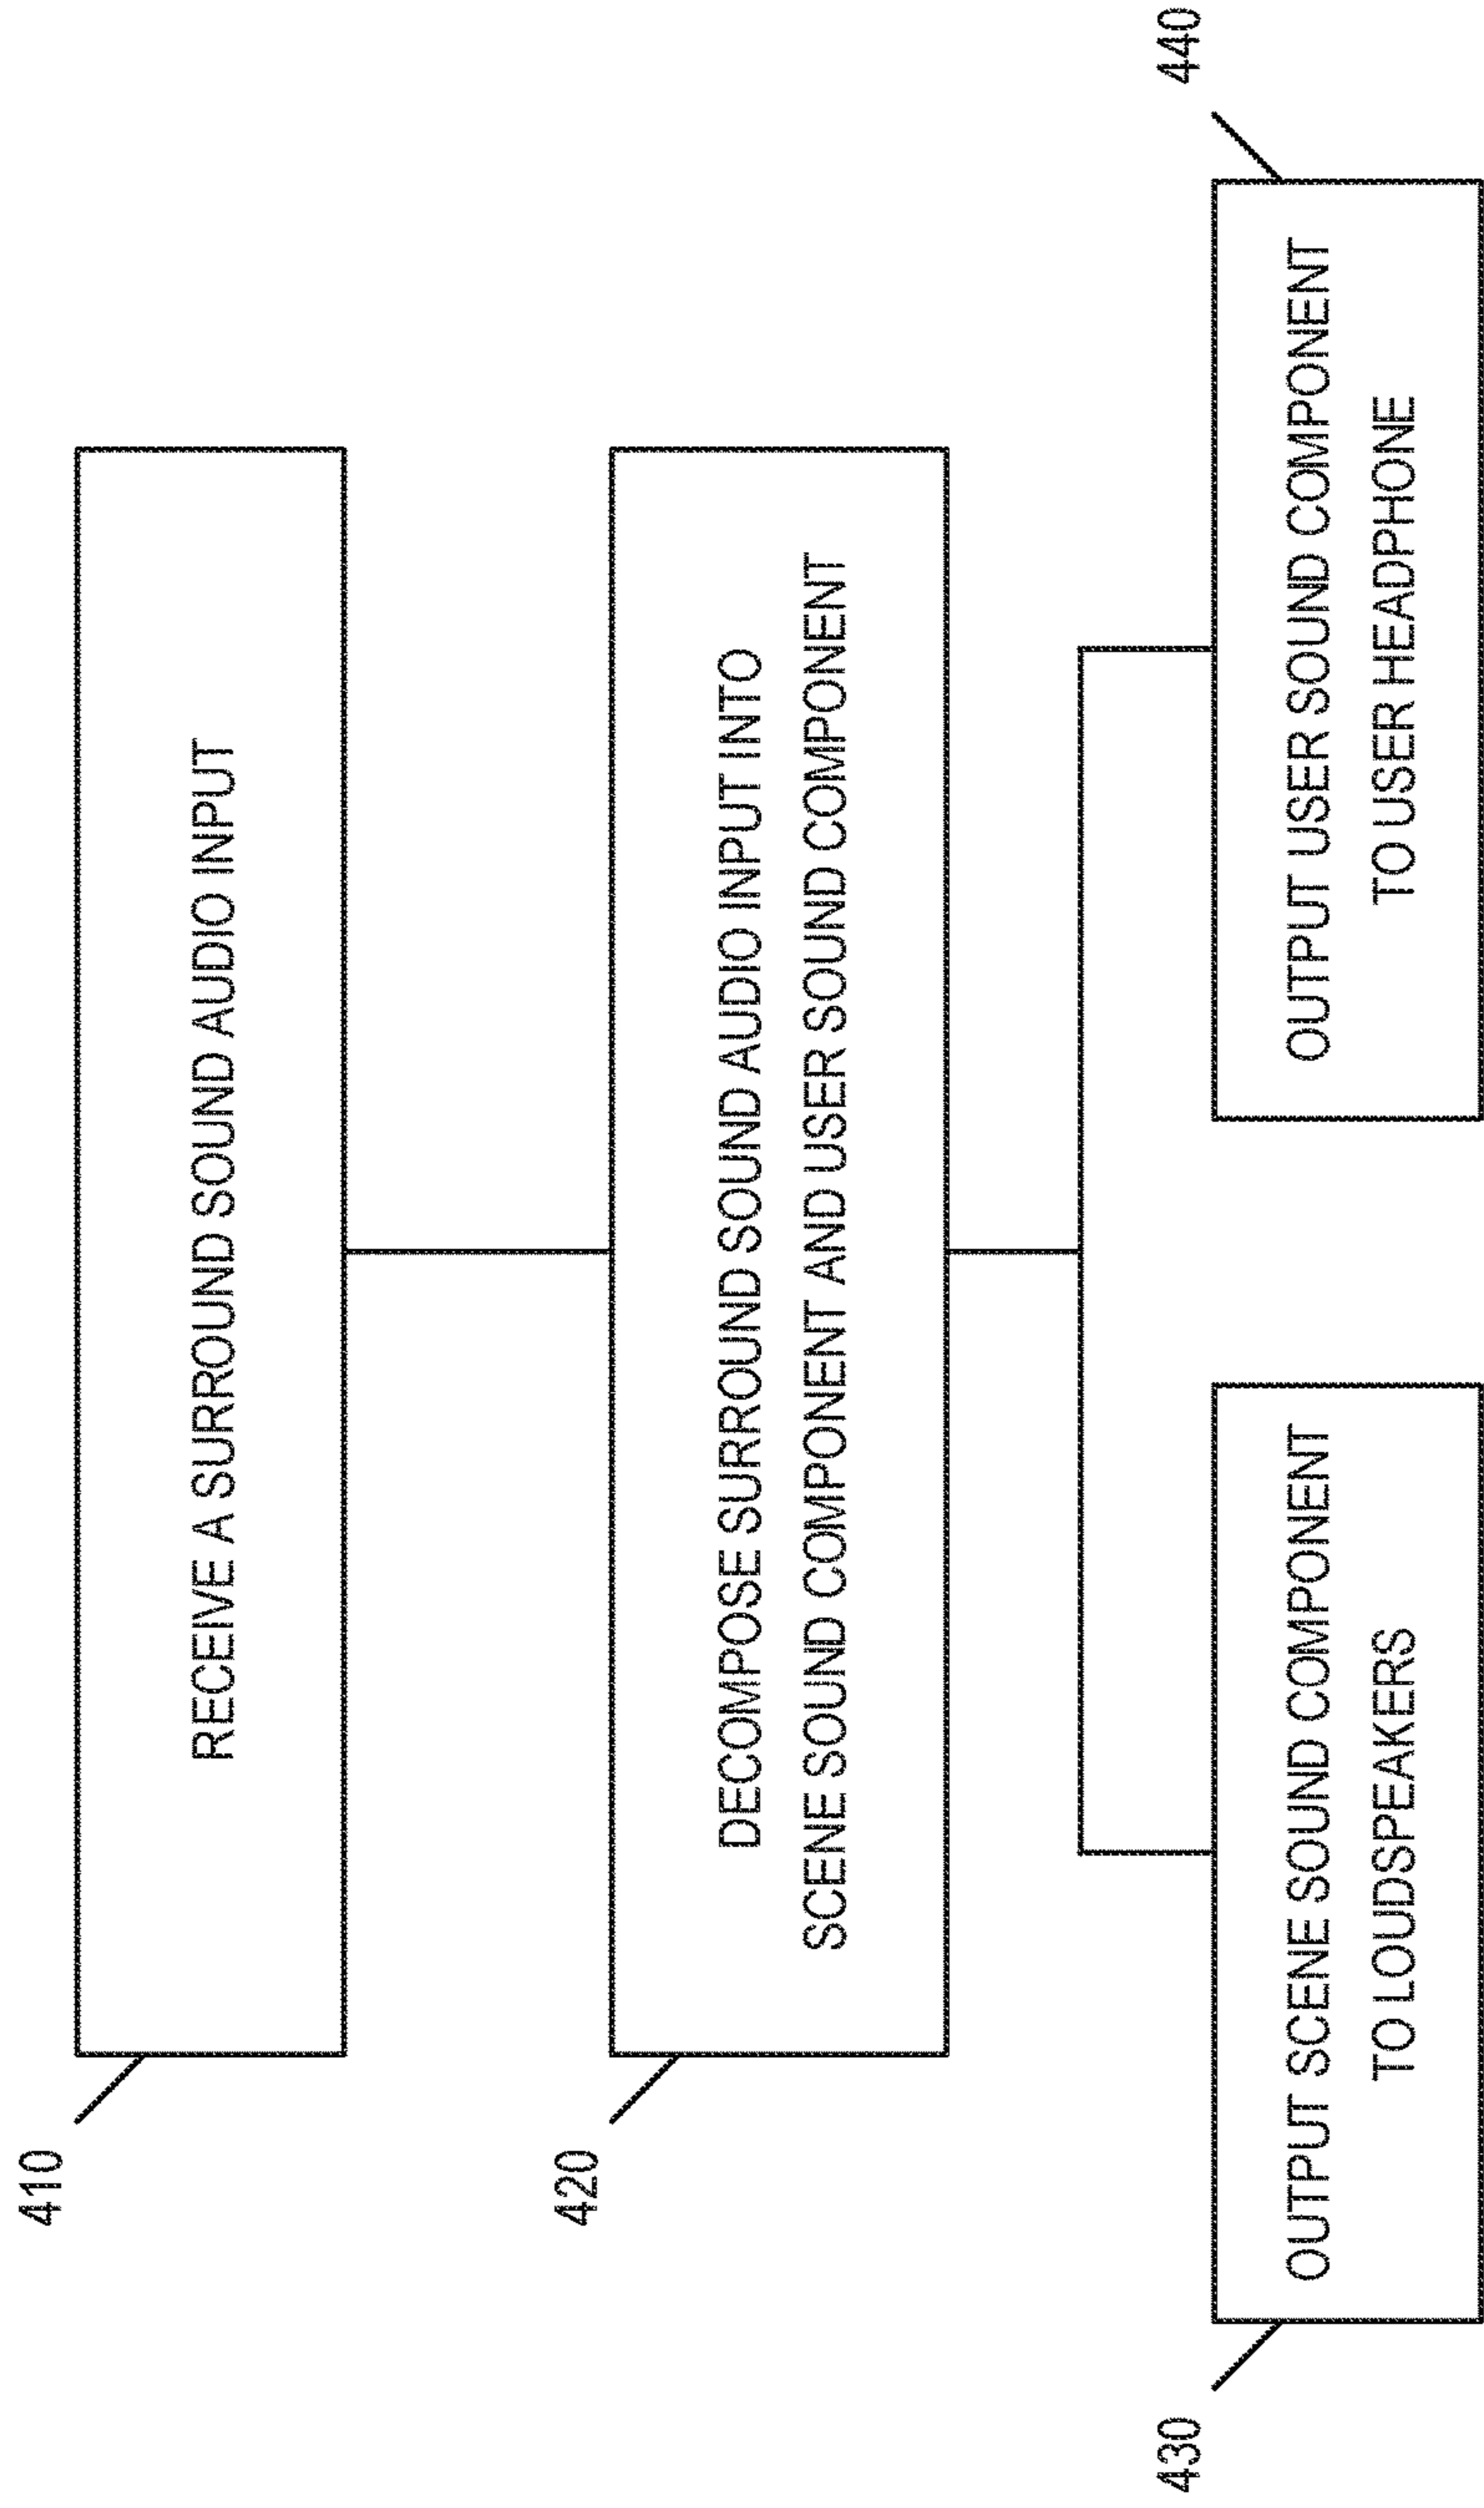 410
RECEIVE A SURROUND SOUND AUDIO INPUT
420
DECOMPOSE SURROUND SOUND AUDIO INPUT INTO
SCENE SOUND COMPONENT AND USER SOUND COMPONENT
430
OUTPUT SCENE SOUND COMPONENT
TO LOUDSPEAKERS
440
OUTPUT USER SOUND COMPONENT
TO USER HEADPHONE